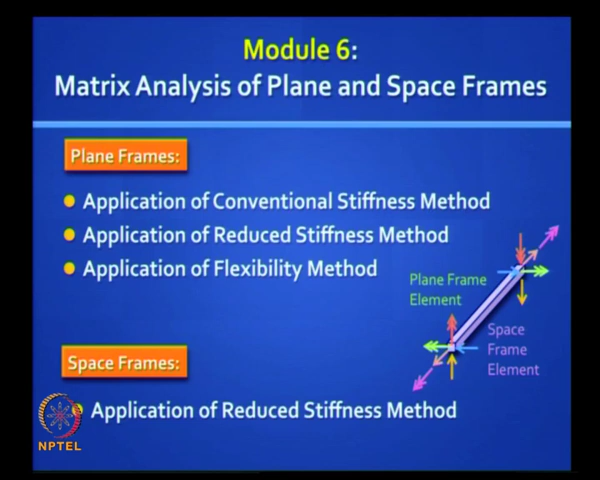 Module 6:
Matrix Analysis of Plane and Space Frames
Plane Frames:
Application of Conventional Stiffness Method
Application of Reduced Stiffness Method
Application of Flexibility Method
Plane Frame
Element
Space
Frame
Element
Space Frames:
Application of Reduced Stiffness Method
NPTEL